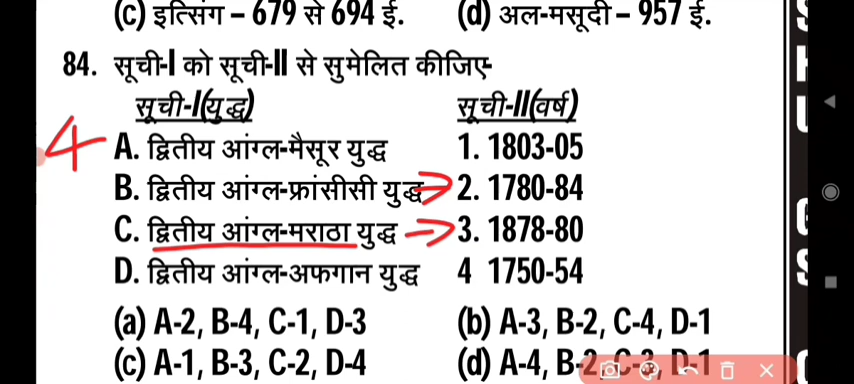 (c) इत्सिंग – 679 से 694 ई. (d) अल-मसूदी – 957 ई.
84. सूची-I को सूची-II से सुमेलित कीजिए-
सूची-I(युद्ध) सूची-II(वर्ष)
4 A. द्वितीय आंग्ल-मैसूर युद्ध 1. 1803-05
B. द्वितीय आंग्ल-फ्रांसीसी युद्ध 2. 1780-84
C. द्वितीय आंग्ल-मराठा युद्ध 3. 1878-80
D. द्वितीय आंग्ल-अफगान युद्ध 4 1750-54
(a) A-2, B-4, C-1, D-3 (b) A-3, B-2, C-4, D-1
(c) A-1, B-3, C-2, D-4 (d) A-4, B-2, C-3, D-1